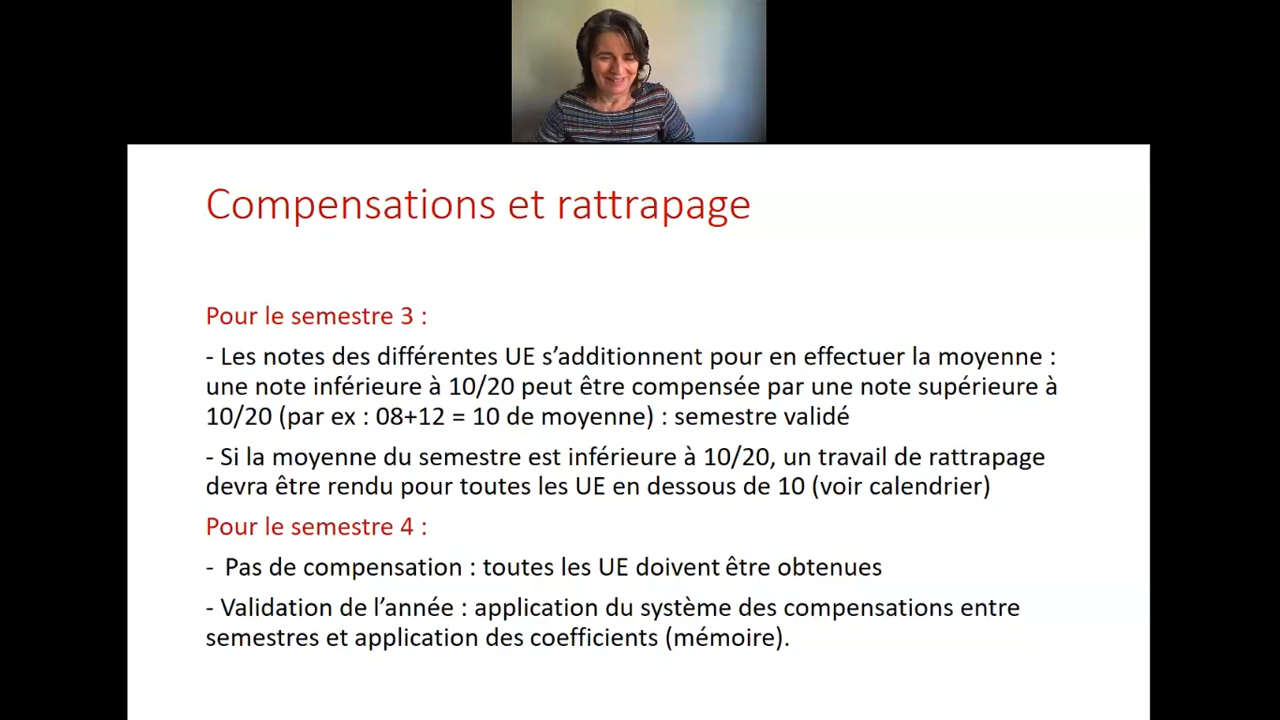 Compensations et rattrapage
Pour le semestre 3 :
- Les notes des différentes UE s’additionnent pour en effectuer la moyenne :
une note inférieure à 10/20 peut être compensée par une note supérieure à
10/20 (par ex : 08+12 = 10 de moyenne) : semestre validé
- Si la moyenne du semestre est inférieure à 10/20, un travail de rattrapage
devra être rendu pour toutes les UE en dessous de 10 (voir calendrier)
Pour le semestre 4 :
- Pas de compensation : toutes les UE doivent être obtenues
- Validation de l’année : application du système des compensations entre
semestres et application des coefficients (mémoire).